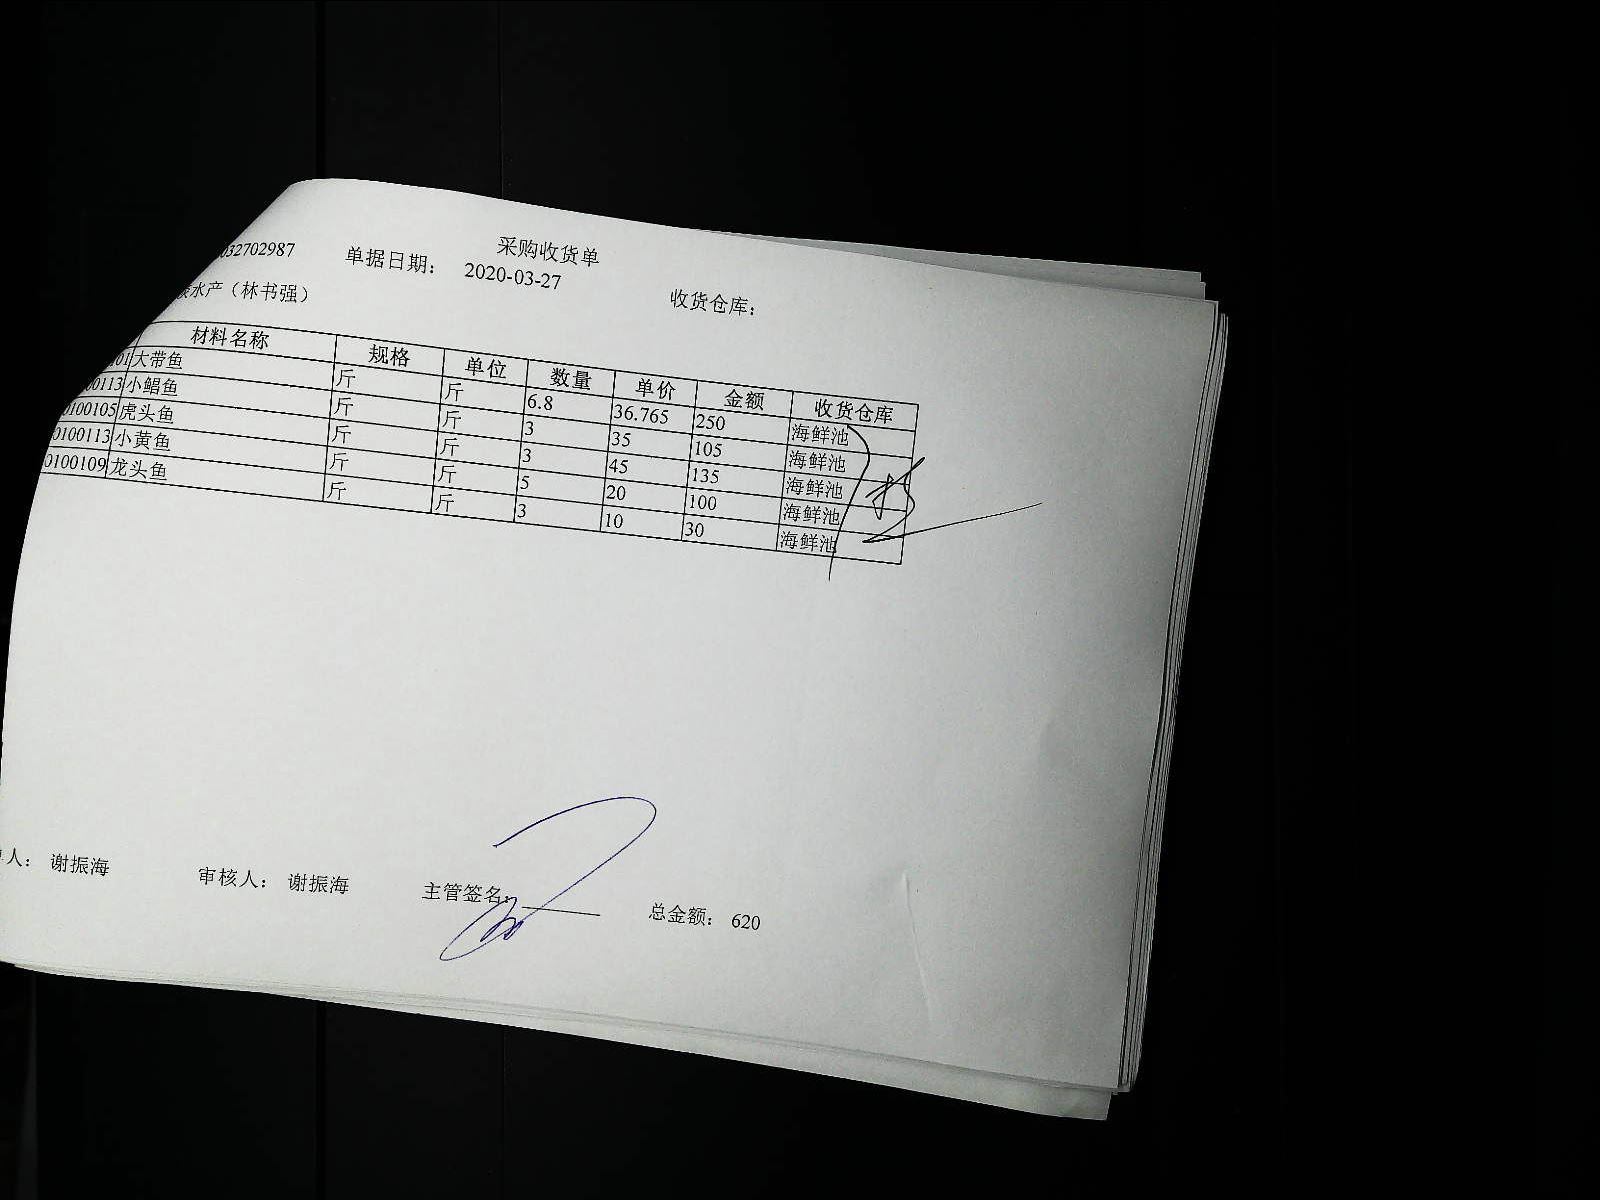 采购收货单
032702987 单据日期: 2020-03-27
水产（林书强） 收货仓库:
材料名称 规格 单位 数量 单价 金额 收货仓库
01 大带鱼 斤 斤 6.8 36.765 250 海鲜池
00113 小鲳鱼 斤 斤 3 35 105 海鲜池
0100105 虎头鱼 斤 斤 3 45 135 海鲜池
0100113 小黄鱼 斤 斤 5 20 100 海鲜池
0100109 龙头鱼 斤 斤 3 10 30 海鲜池
人: 谢振海 审核人: 谢振海 主管签名: 总金额: 620